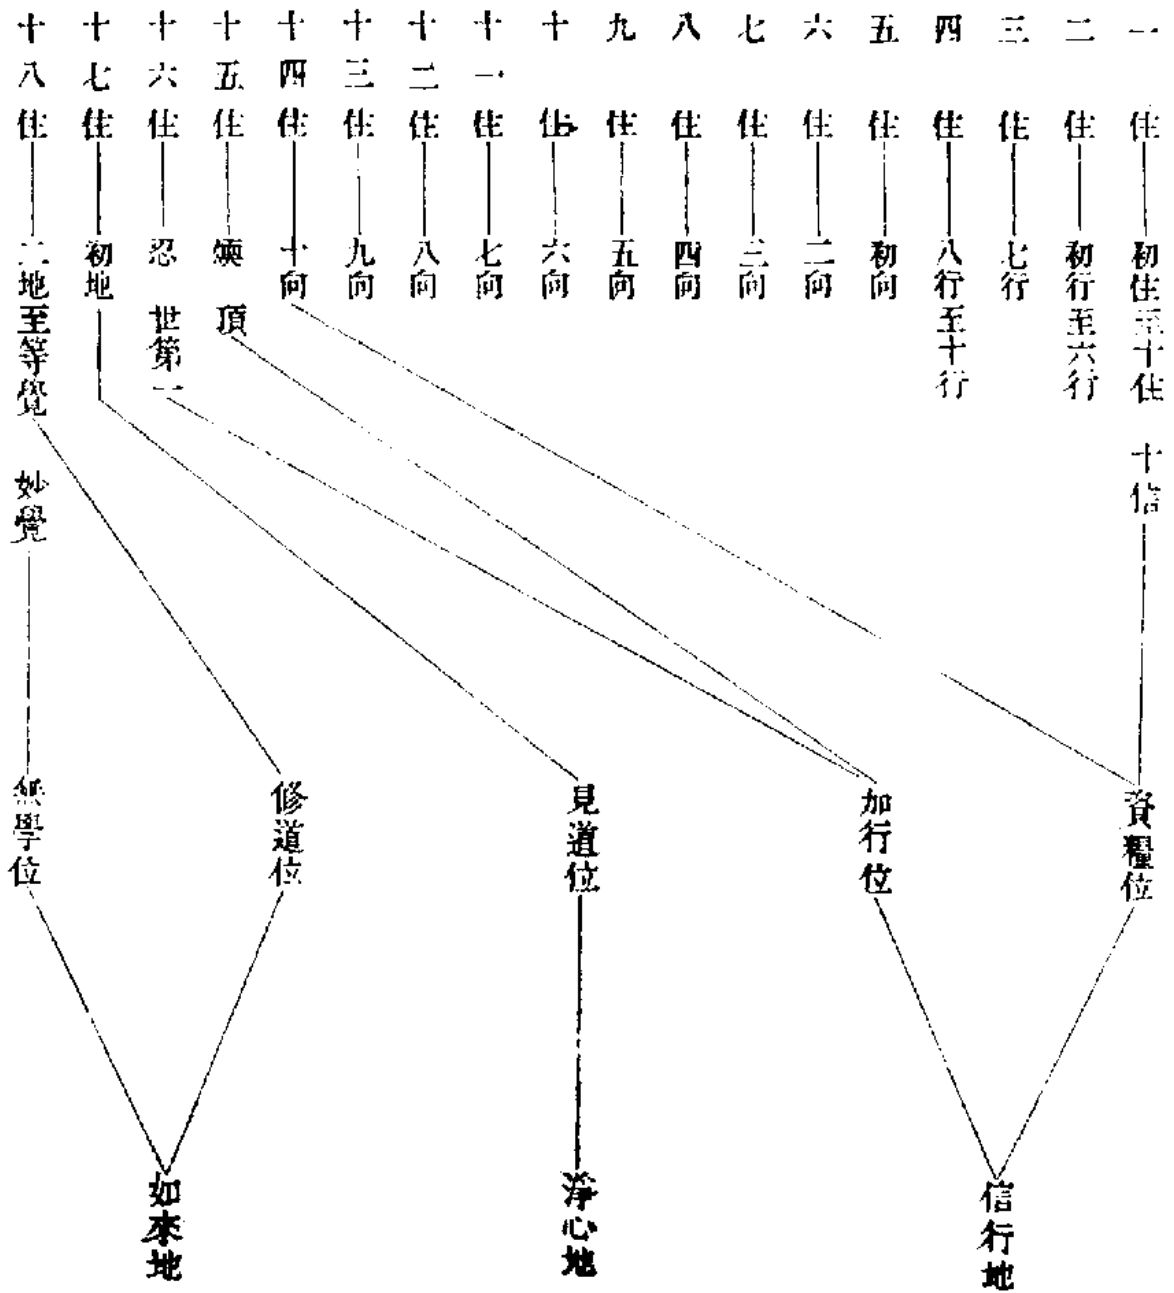 一住 初住至十住 十信
二住 初行至六行
三住 七行
四住 八行至十行
五住 初向
六住 二向
七住 三向
八住 四向
九住 五向
十住 六向
十一住 七向
十二住 八向
十三住 九向
十四住 十向
十五住 煗 頂
十六住 忍 世第一
十七住 初地
十八住 二地至等覺 妙覺
資糧位
加行位
見道位
修道位
無學位
信行地
淨心地
如來地